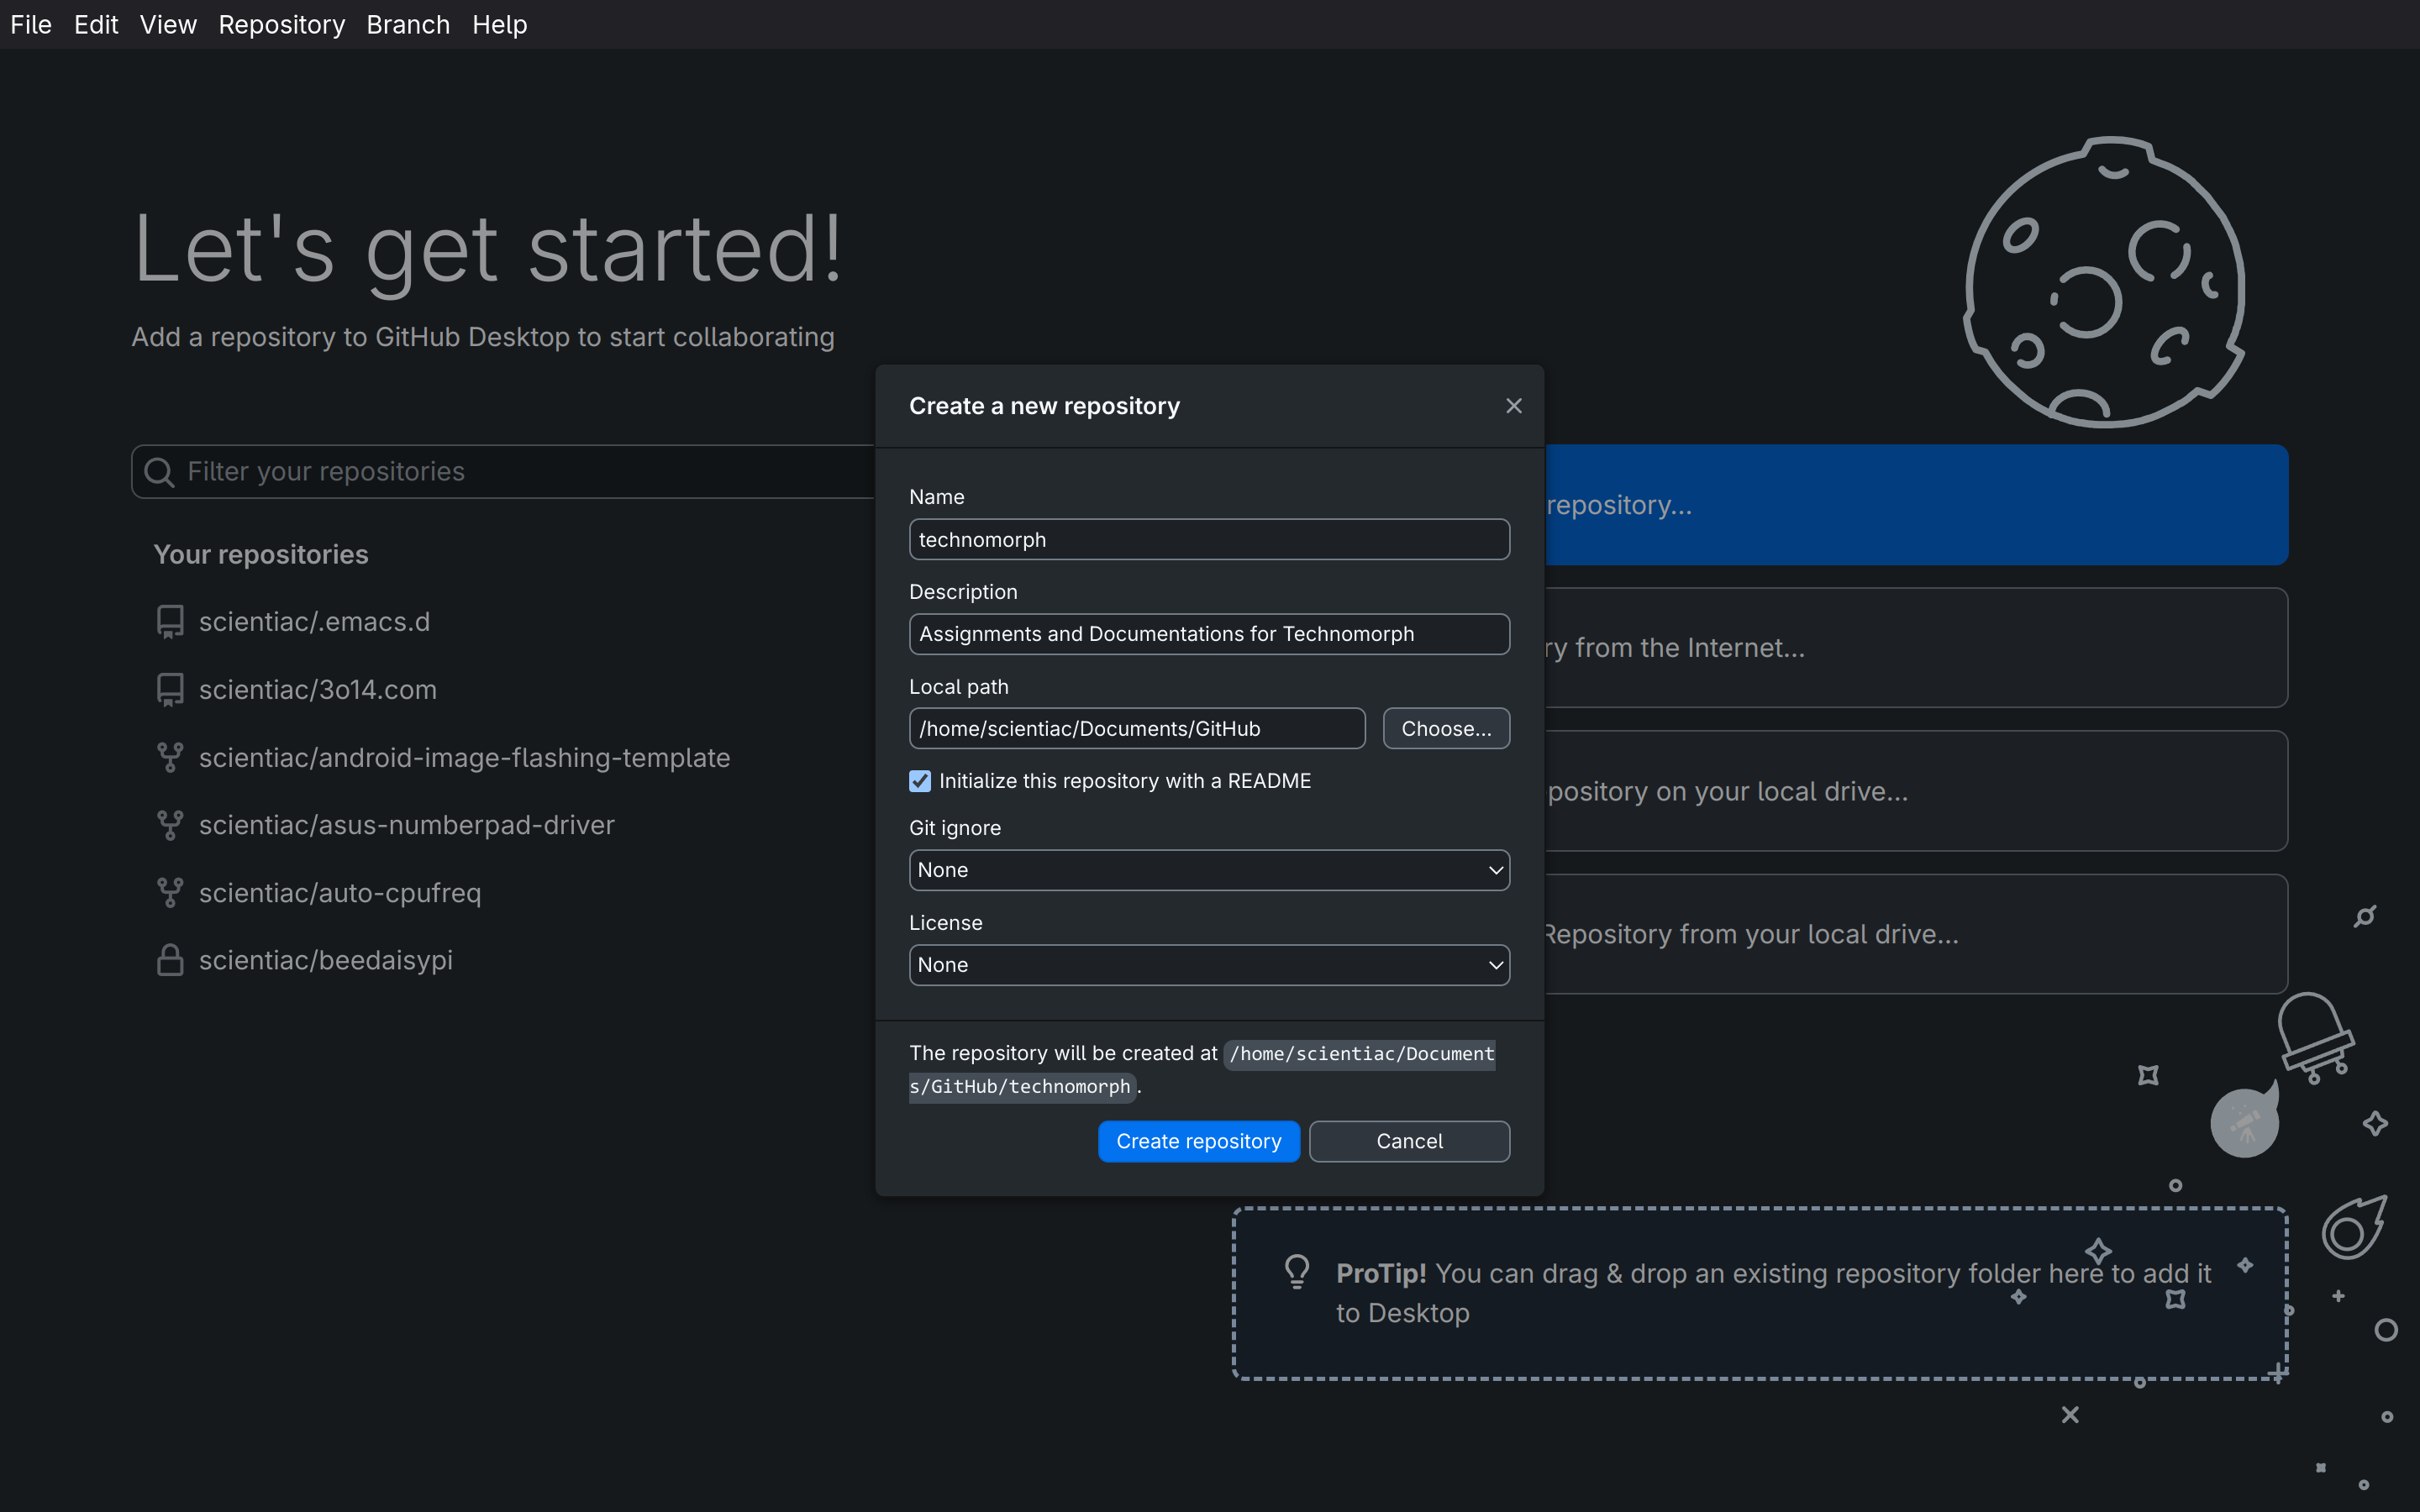 File Edit View Repository Branch Help
Let's get started!
Add a repository to GitHub Desktop to start collaborating
Filter your repositories
Your repositories
scientiac/.emacs.d
scientiac/3o14.com
scientiac/android-image-flashing-template
scientiac/asus-numberpad-driver
scientiac/auto-cpufreq
scientiac/beedaisypi
Create a new repository
Name
technomorph
Description
Assignments and Documentations for Technomorph
Local path
/home/scientiac/Documents/GitHub
Choose...
Initialize this repository with a README
Git ignore
None
License
None
The repository will be created at /home/scientiac/Document
s/GitHub/technomorph.
Create repository
Cancel
repository...
ry from the Internet...
pository on your local drive...
Repository from your local drive...
ProTip! You can drag & drop an existing repository folder here to add it
to Desktop